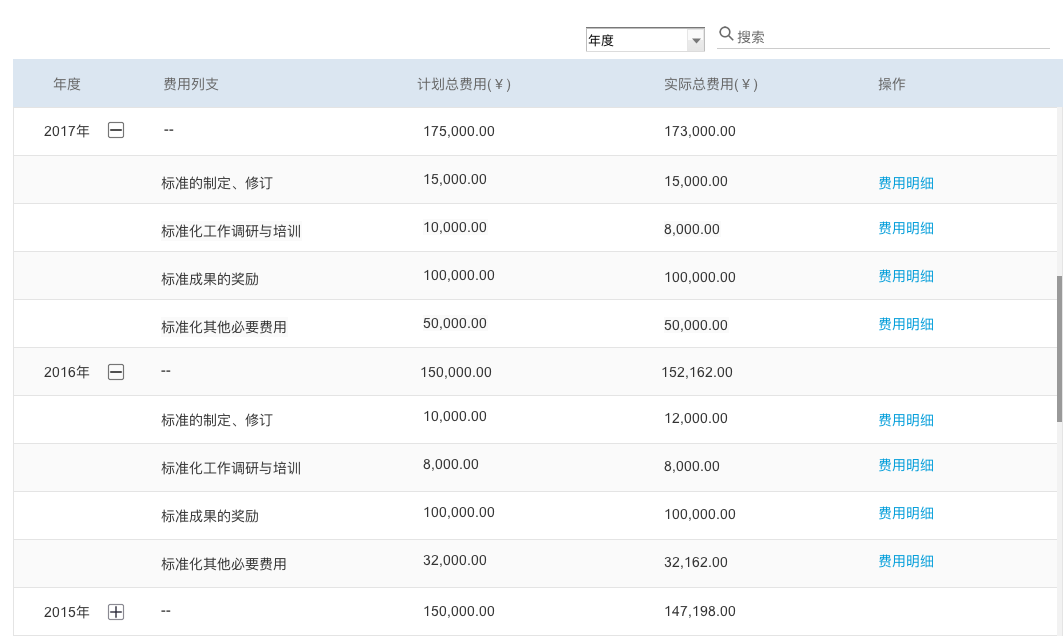 年度 搜索
年度 费用列支 计划总费用(￥) 实际总费用(￥) 操作
2017年 -- 175,000.00 173,000.00
标准的制定、修订 15,000.00 15,000.00 费用明细
标准化工作调研与培训 10,000.00 8,000.00 费用明细
标准成果的奖励 100,000.00 100,000.00 费用明细
标准化其他必要费用 50,000.00 50,000.00 费用明细
2016年 -- 150,000.00 152,162.00
标准的制定、修订 10,000.00 12,000.00 费用明细
标准化工作调研与培训 8,000.00 8,000.00 费用明细
标准成果的奖励 100,000.00 100,000.00 费用明细
标准化其他必要费用 32,000.00 32,162.00 费用明细
2015年 -- 150,000.00 147,198.00